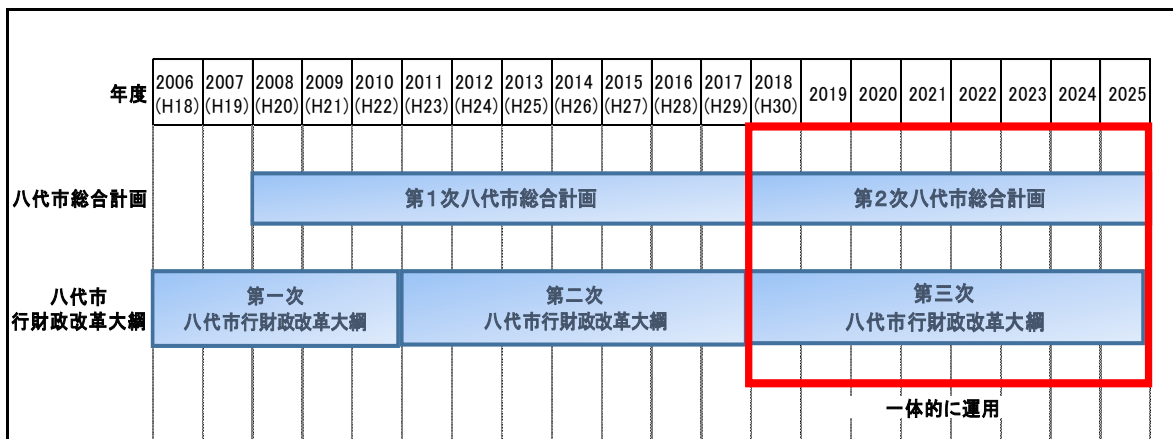 年度 2006 2007 2008 2009 2010 2011 2012 2013 2014 2015 2016 2017 2018 2019 2020 2021 2022 2023 2024 2025
(H18) (H19) (H20) (H21) (H22) (H23) (H24) (H25) (H26) (H27) (H28) (H29) (H30)
八代市総合計画 第1次八代市総合計画 第2次八代市総合計画
八代市 第一次 第二次 第三次
行財政改革大綱 八代市行財政改革大綱 八代市行財政改革大綱 八代市行財政改革大綱
一体的に運用